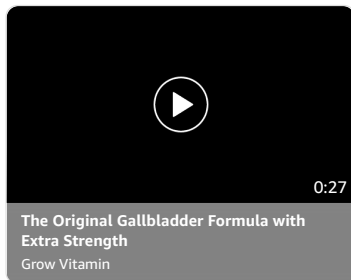 0:27
The Original Gallbladder Formula with
Extra Strength
Grow Vitamin